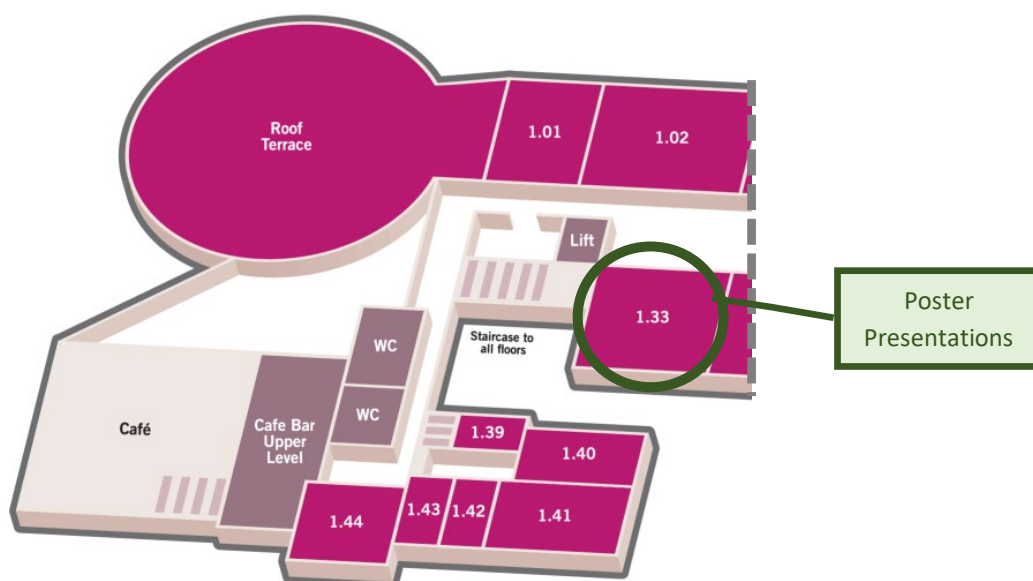 Roof
Terrace
1.01
1.02
Lift
1.33
Poster
Presentations
Staircase to
all floors
WC
WC
Café
Cafe Bar
Upper
Level
1.39
1.40
1.41
1.42
1.43
1.44